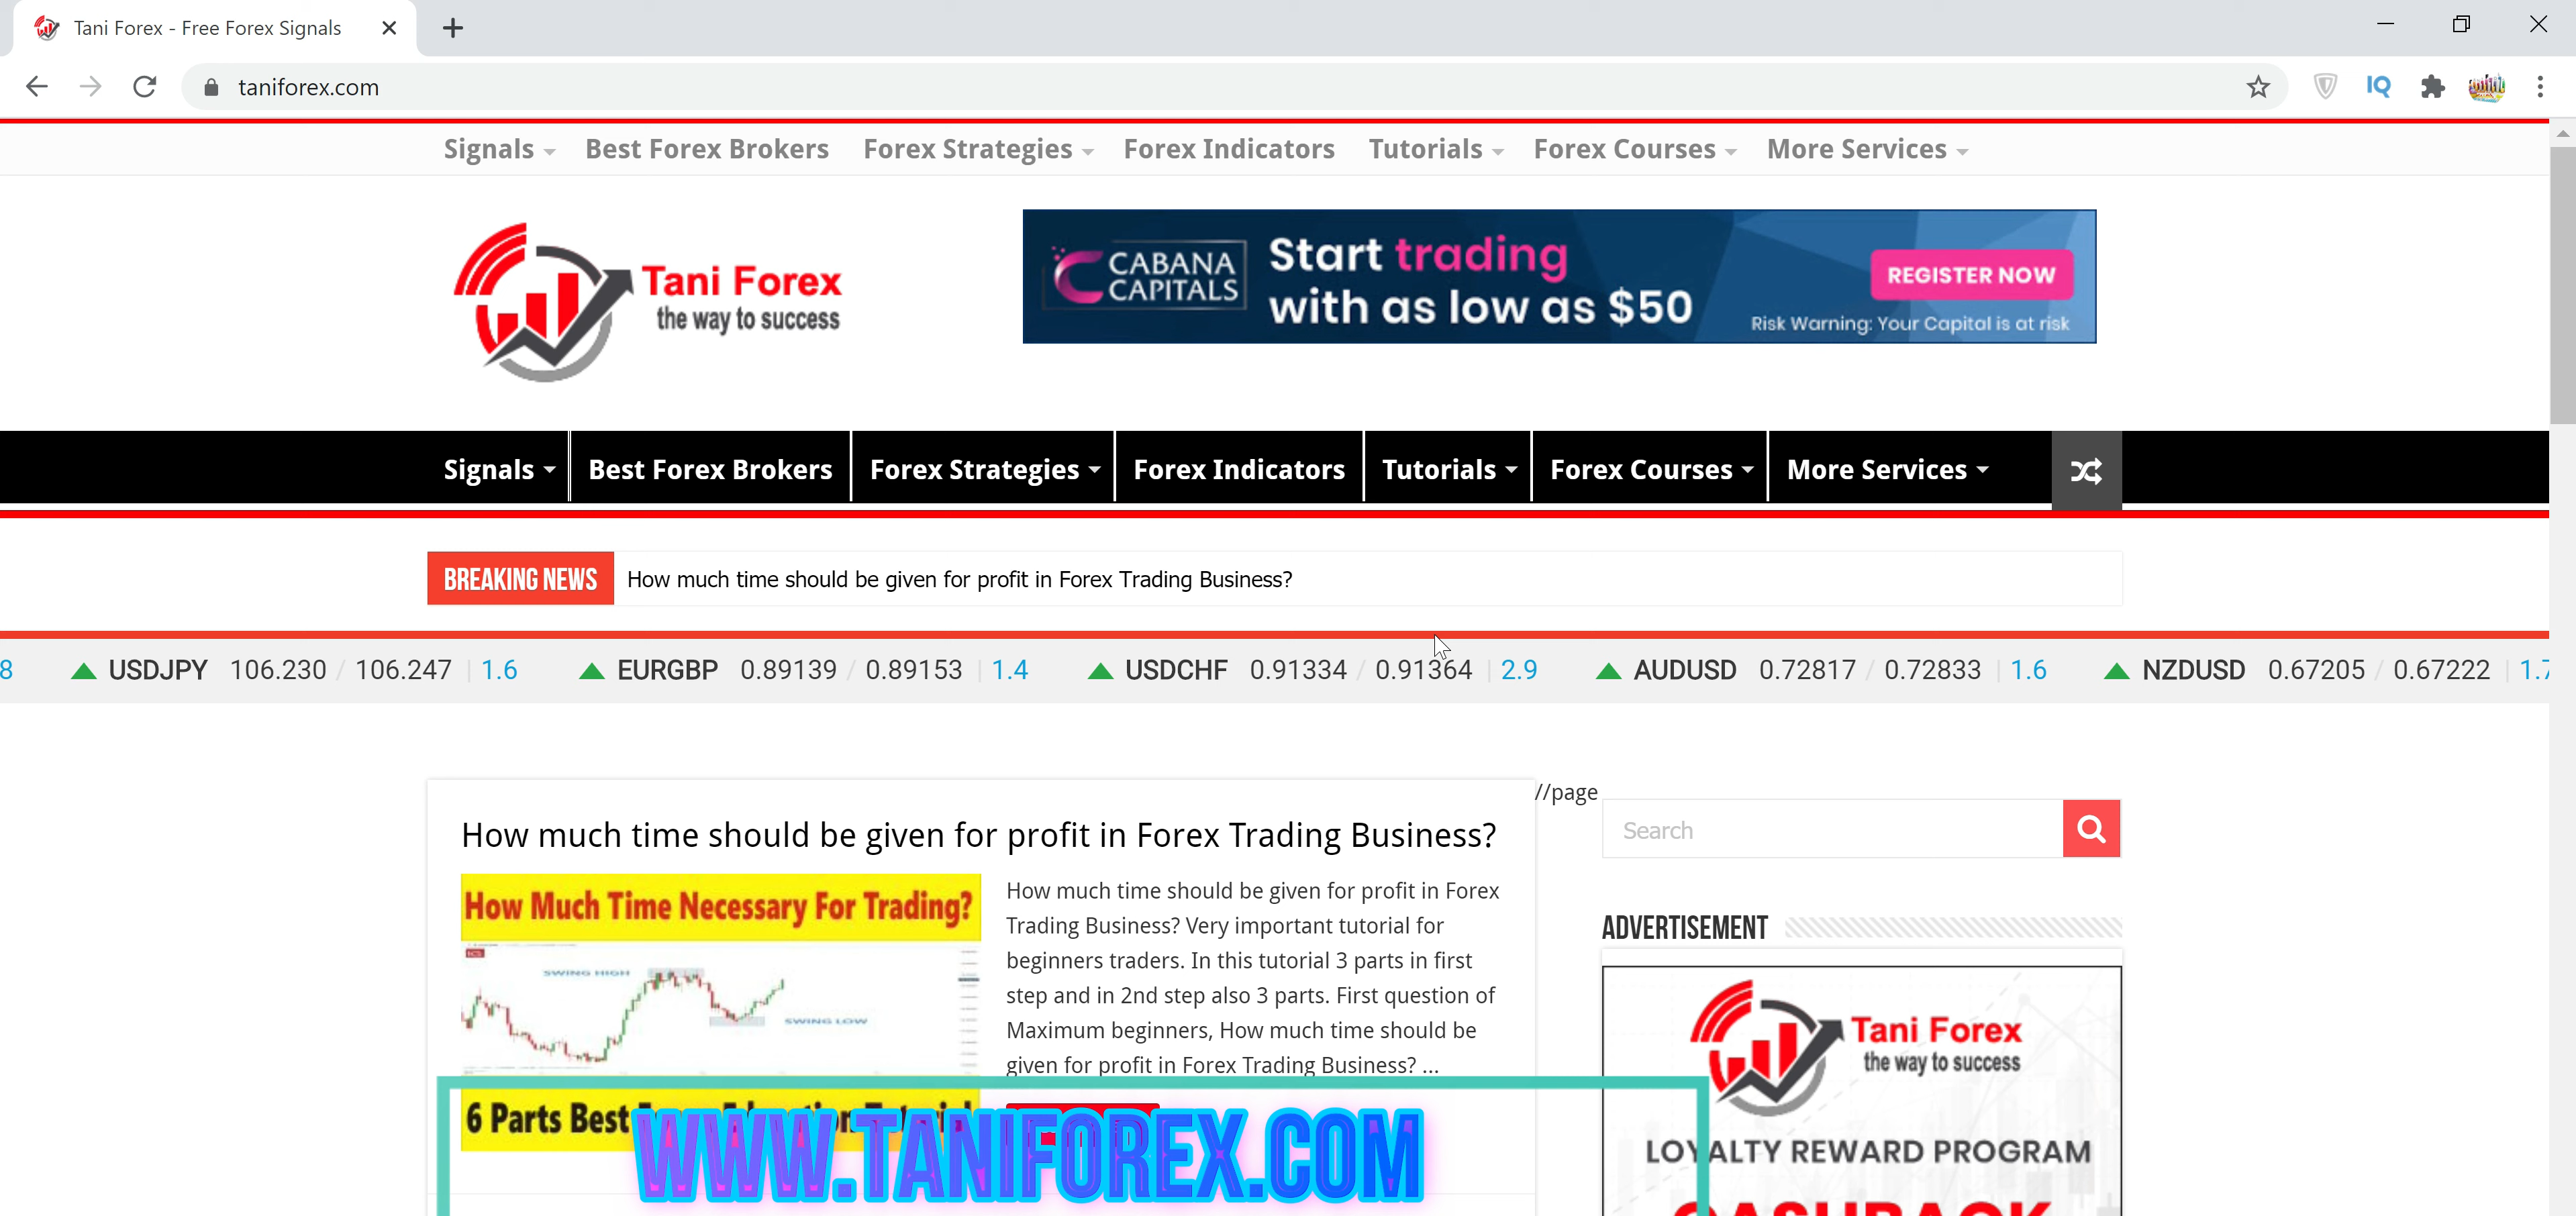 Tani Forex - Free Forex Signals
taniforex.com
IQ
Signals Best Forex Brokers Forex Strategies Forex Indicators Tutorials Forex Courses More Services
Tani Forex
the way to success
CABANA
CAPITALS
Start trading
with as low as $50
REGISTER NOW
Risk Warning: Your Capital is at risk
Signals Best Forex Brokers Forex Strategies Forex Indicators Tutorials Forex Courses More Services
BREAKING NEWS How much time should be given for profit in Forex Trading Business?
8 USDJPY 106.230 / 106.247 | 1.6 EURGBP 0.89139 / 0.89153 | 1.4 USDCHF 0.91334 / 0.91364 | 2.9 AUDUSD 0.72817 / 0.72833 | 1.6 NZDUSD 0.67205 / 0.67222 | 1.7
//page
Search
How much time should be given for profit in Forex Trading Business?
How Much Time Necessary For Trading?
SWING HIGH
SWING LOW
6 Parts Best
How much time should be given for profit in Forex
Trading Business? Very important tutorial for
beginners traders. In this tutorial 3 parts in first
step and in 2nd step also 3 parts. First question of
Maximum beginners, How much time should be
given for profit in Forex Trading Business? ...
WWW.TANIFOREX.COM
ADVERTISEMENT
Tani Forex
the way to success
LOYALTY REWARD PROGRAM
CASHBACK